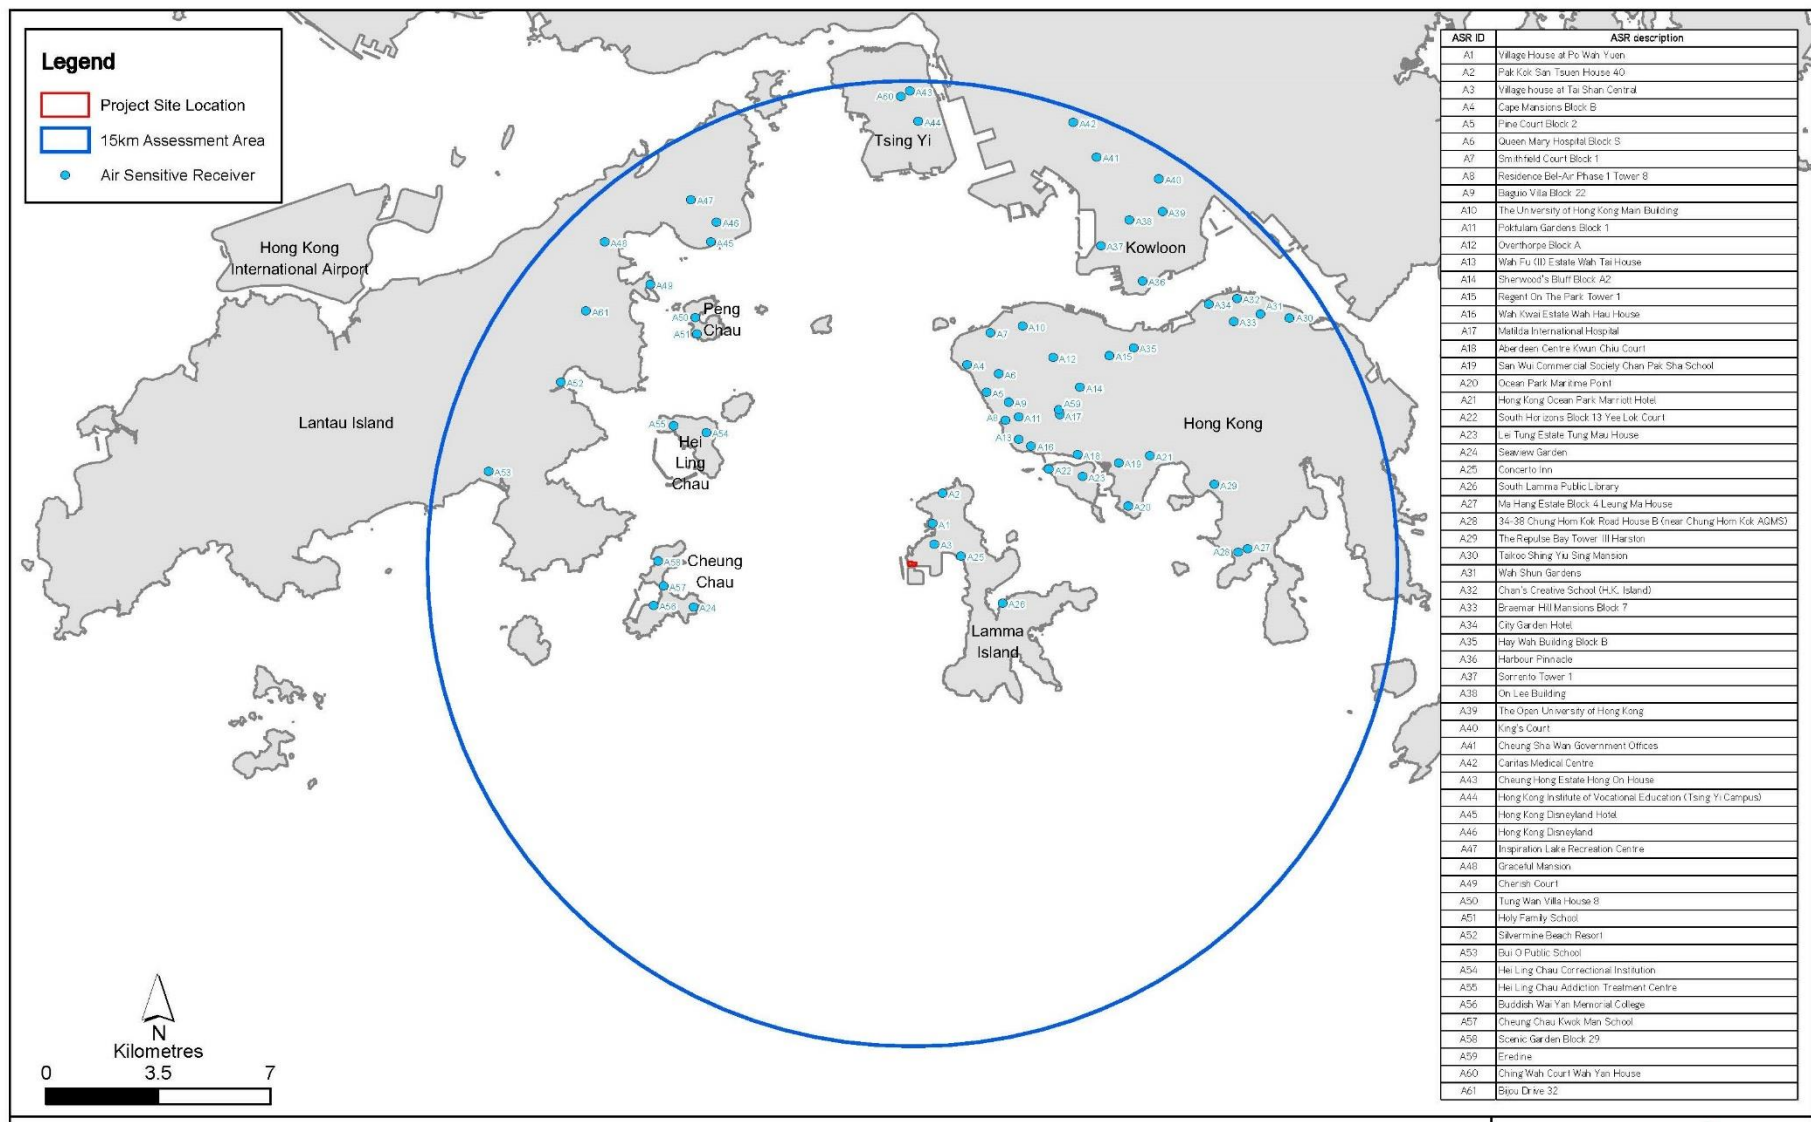 Legend
Project Site Location
15km Assessment Area
Air Sensitive Receiver
Hong Kong
International Airport
Tsing Yi
Kowloon
Peng
Chau
Lantau Island
Hei
Ling
Chau
Hong Kong
Cheung
Chau
Lamma
Island
A60
A43
A44
A42
A41
A40
A47
A46
A45
A48
A39
A38
A37
A36
A49
A61
A50
A51
A34
A32
A31
A33
A30
A7
A10
A12
A15
A35
A4
A6
A14
A5
A9
A59
A8
A11
A17
A13
A16
A18
A19
A21
A22
A23
A20
A29
A52
A55
A54
A53
A2
A1
A3
A25
A28
A27
A58
A57
A56
A24
A26
N
Kilometres
0 3.5 7
ASR ID ASR description
A1 Village House at Po Wah Yuen
A2 Pak Kok San Tsuen House 40
A3 Village house at Tai Shan Central
A4 Cape Mansions Block B
A5 Pine Court Block 2
A6 Queen Mary Hospital Block S
A7 Smithfield Court Block 1
A8 Residence Bel-Air Phase 1 Tower 8
A9 Baguio Villa Block 22
A10 The University of Hong Kong Main Building
A11 Pokfulam Gardens Block 1
A12 Overthorpe Block A
A13 Wah Fu (II) Estate Wah Tai House
A14 Sherwood's Bluff Block A2
A15 Regent On The Park Tower 1
A16 Wah Kwai Estate Wah Hau House
A17 Matilda International Hospital
A18 Aberdeen Centre Kwun Chiu Court
A19 San Wui Commercial Society Chan Pak Sha School
A20 Ocean Park Maritime Point
A21 Hong Kong Ocean Park Marriott Hotel
A22 South Horizons Block 13 Yee Lok Court
A23 Lei Tung Estate Tung Mau House
A24 Seaview Garden
A25 Concerto Inn
A26 South Lamma Public Library
A27 Ma Hang Estate Block 4 Leung Ma House
A28 34-38 Chung Hom Kok Road House B (near Chung Hom Kok AQMS)
A29 The Repulse Bay Tower III Harston
A30 Taikoo Shing Yiu Sing Mansion
A31 Wah Shun Gardens
A32 Chan's Creative School (H.K. Island)
A33 Braemar Hill Mansions Block 7
A34 City Garden Hotel
A35 Hay Wah Building Block B
A36 Harbour Pinnacle
A37 Sorrento Tower 1
A38 On Lee Building
A39 The Open University of Hong Kong
A40 King's Court
A41 Cheung Sha Wan Government Offices
A42 Caritas Medical Centre
A43 Cheung Hong Estate Hong On House
A44 Hong Kong Institute of Vocational Education (Tsing Yi Campus)
A45 Hong Kong Disneyland Hotel
A46 Hong Kong Disneyland
A47 Inspiration Lake Recreation Centre
A48 Graceful Mansion
A49 Cherish Court
A50 Tung Wan Villa House 8
A51 Holy Family School
A52 Silvermine Beach Resort
A53 Bui O Public School
A54 Hei Ling Chau Correctional Institution
A55 Hei Ling Chau Addiction Treatment Centre
A56 Buddish Wai Yan Memorial College
A57 Cheung Chau Kwok Man School
A58 Scenic Garden Block 29
A59 Eredine
A60 Ching Wah Court Wah Yan House
A61 Bijou Drive 32